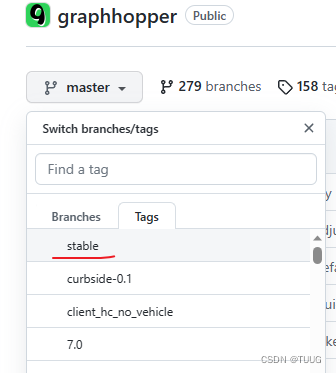 graphhopper Public
master 279 branches 158 ta
Switch branches/tags
Find a tag
Branches Tags
stable
curbside-0.1
client_hc_no_vehicle
7.0
CSDN @TUUG